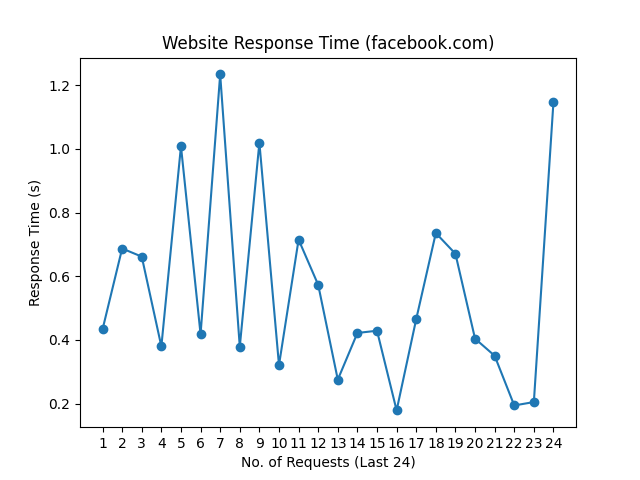 Website Response Time (facebook.com)
Response Time (s)
1.2
1.0
0.8
0.6
0.4
0.2
1 2 3 4 5 6 7 8 9 10 11 12 13 14 15 16 17 18 19 20 21 22 23 24
No. of Requests (Last 24)